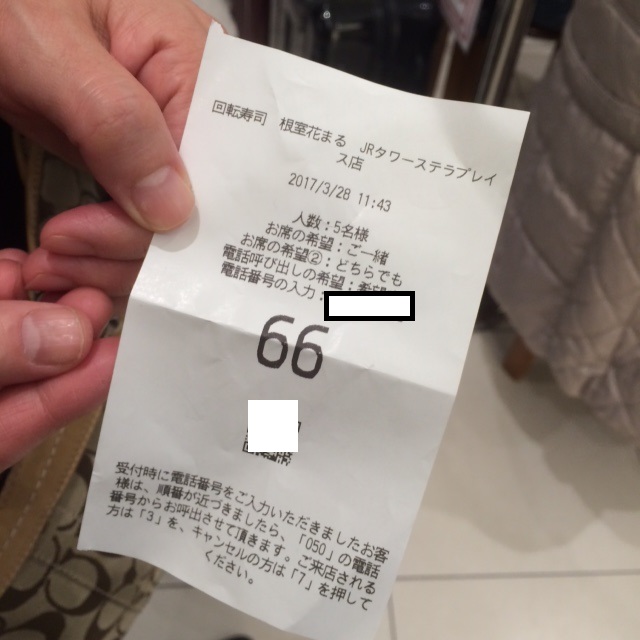 回転寿司 根室花まる JRタワーステラプレイ
ス店
2017/3/28 11:43
人数:5名様
お席の希望:ご一緒
お席の希望②:どちらでも
電話呼び出しの希望:希望
電話番号の入力:
66
受付時に電話番号をご入力いただきましたお客
様は、順番が近づきましたら、「050」の電話
番号からお呼出させて頂きます。ご来店される
方は「3」を、キャンセルの方は「7」を押して
ください。